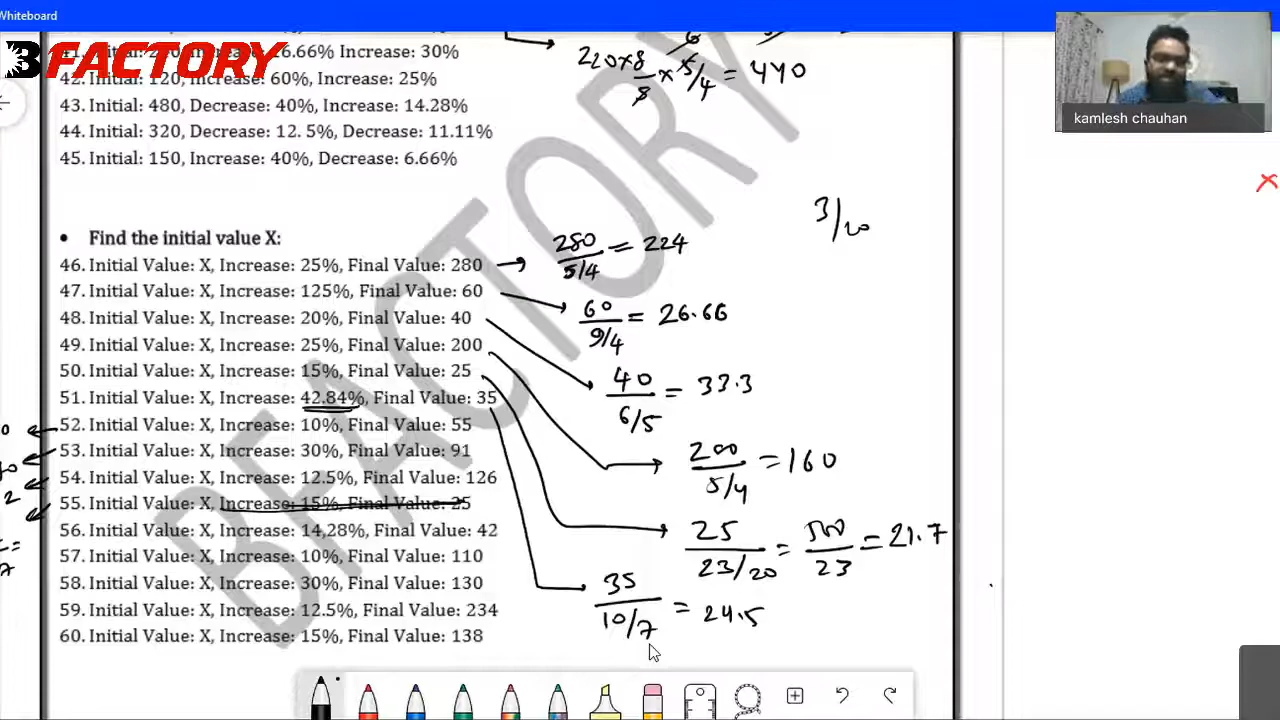 Whiteboard
BFACTORY
Increase: 30%
42. Initial: 120, Increase: 60%, Increase: 25%
43. Initial: 480, Decrease: 40%, Increase: 14.28%
44. Initial: 320, Decrease: 12. 5%, Decrease: 11.11%
45. Initial: 150, Increase: 40%, Decrease: 6.66%
220×8/8 × 5/4 = 440
kamlesh chauhan
3/20
• Find the initial value X:
46. Initial Value: X, Increase: 25%, Final Value: 280
280/5/4 = 224
47. Initial Value: X, Increase: 125%, Final Value: 60
60/9/4 = 26.66
48. Initial Value: X, Increase: 20%, Final Value: 40
40/6/5 = 33.3
49. Initial Value: X, Increase: 25%, Final Value: 200
200/5/4 = 160
50. Initial Value: X, Increase: 15%, Final Value: 25
25/23/20 = 500/23 = 21.7
51. Initial Value: X, Increase: 42.84%, Final Value: 35
35/10/7 = 24.5
52. Initial Value: X, Increase: 10%, Final Value: 55
53. Initial Value: X, Increase: 30%, Final Value: 91
54. Initial Value: X, Increase: 12.5%, Final Value: 126
55. Initial Value: X, Increase: 15%, Final Value: 25
56. Initial Value: X, Increase: 14,28%, Final Value: 42
57. Initial Value: X, Increase: 10%, Final Value: 110
58. Initial Value: X, Increase: 30%, Final Value: 130
59. Initial Value: X, Increase: 12.5%, Final Value: 234
60. Initial Value: X, Increase: 15%, Final Value: 138
BFACTORY